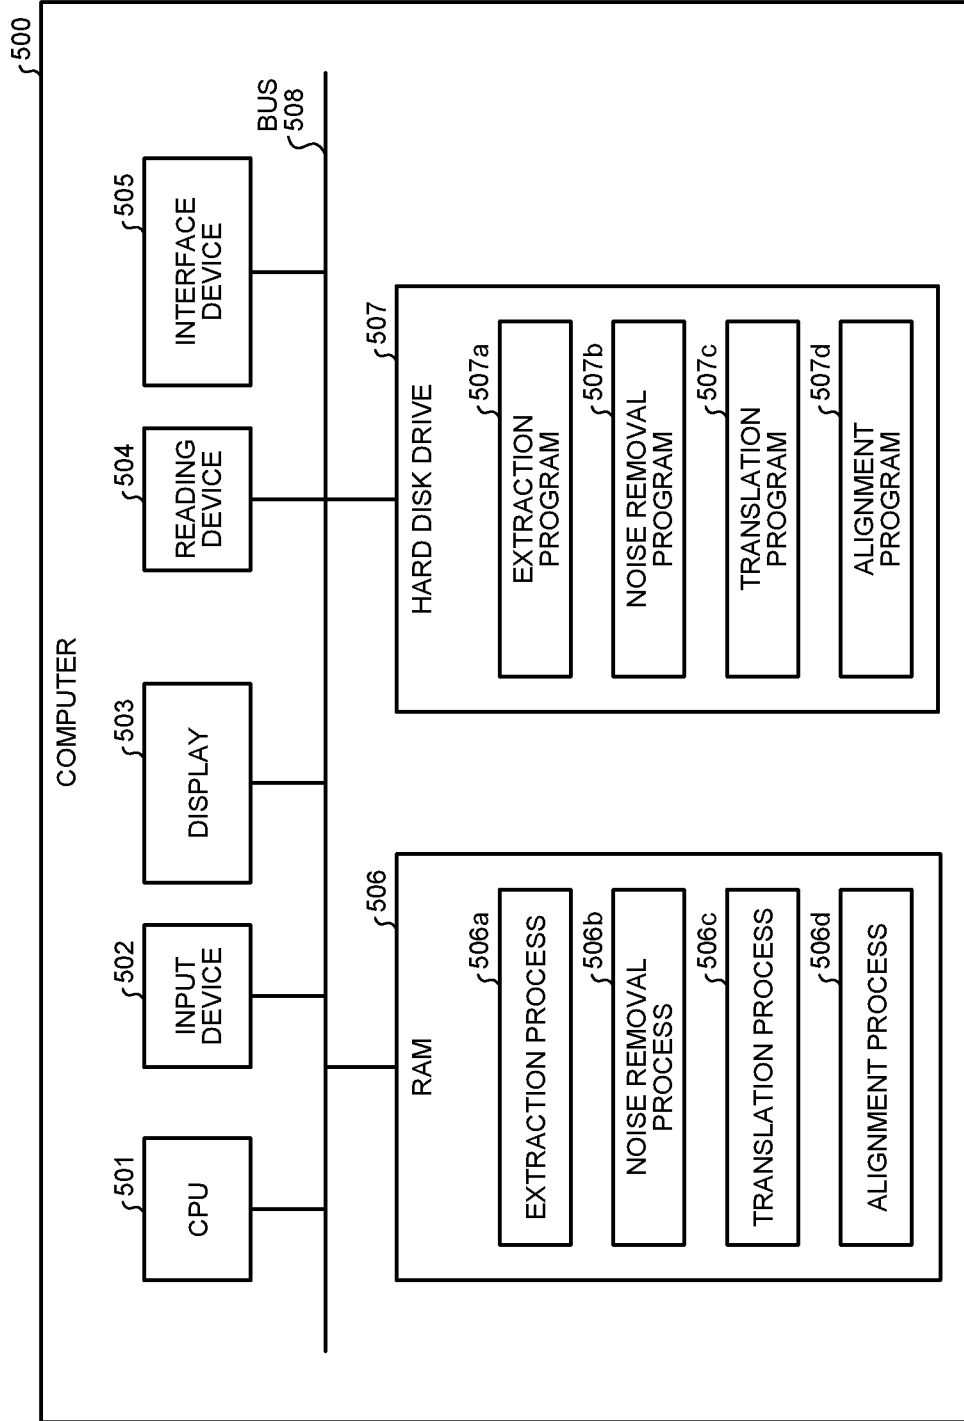 500
COMPUTER
501
CPU
502
INPUT
DEVICE
503
DISPLAY
504
READING
DEVICE
505
INTERFACE
DEVICE
BUS
508
506
RAM
506a
EXTRACTION PROCESS
506b
NOISE REMOVAL
PROCESS
506c
TRANSLATION PROCESS
506d
ALIGNMENT PROCESS
507
HARD DISK DRIVE
507a
EXTRACTION
PROGRAM
507b
NOISE REMOVAL
PROGRAM
507c
TRANSLATION
PROGRAM
507d
ALIGNMENT
PROGRAM